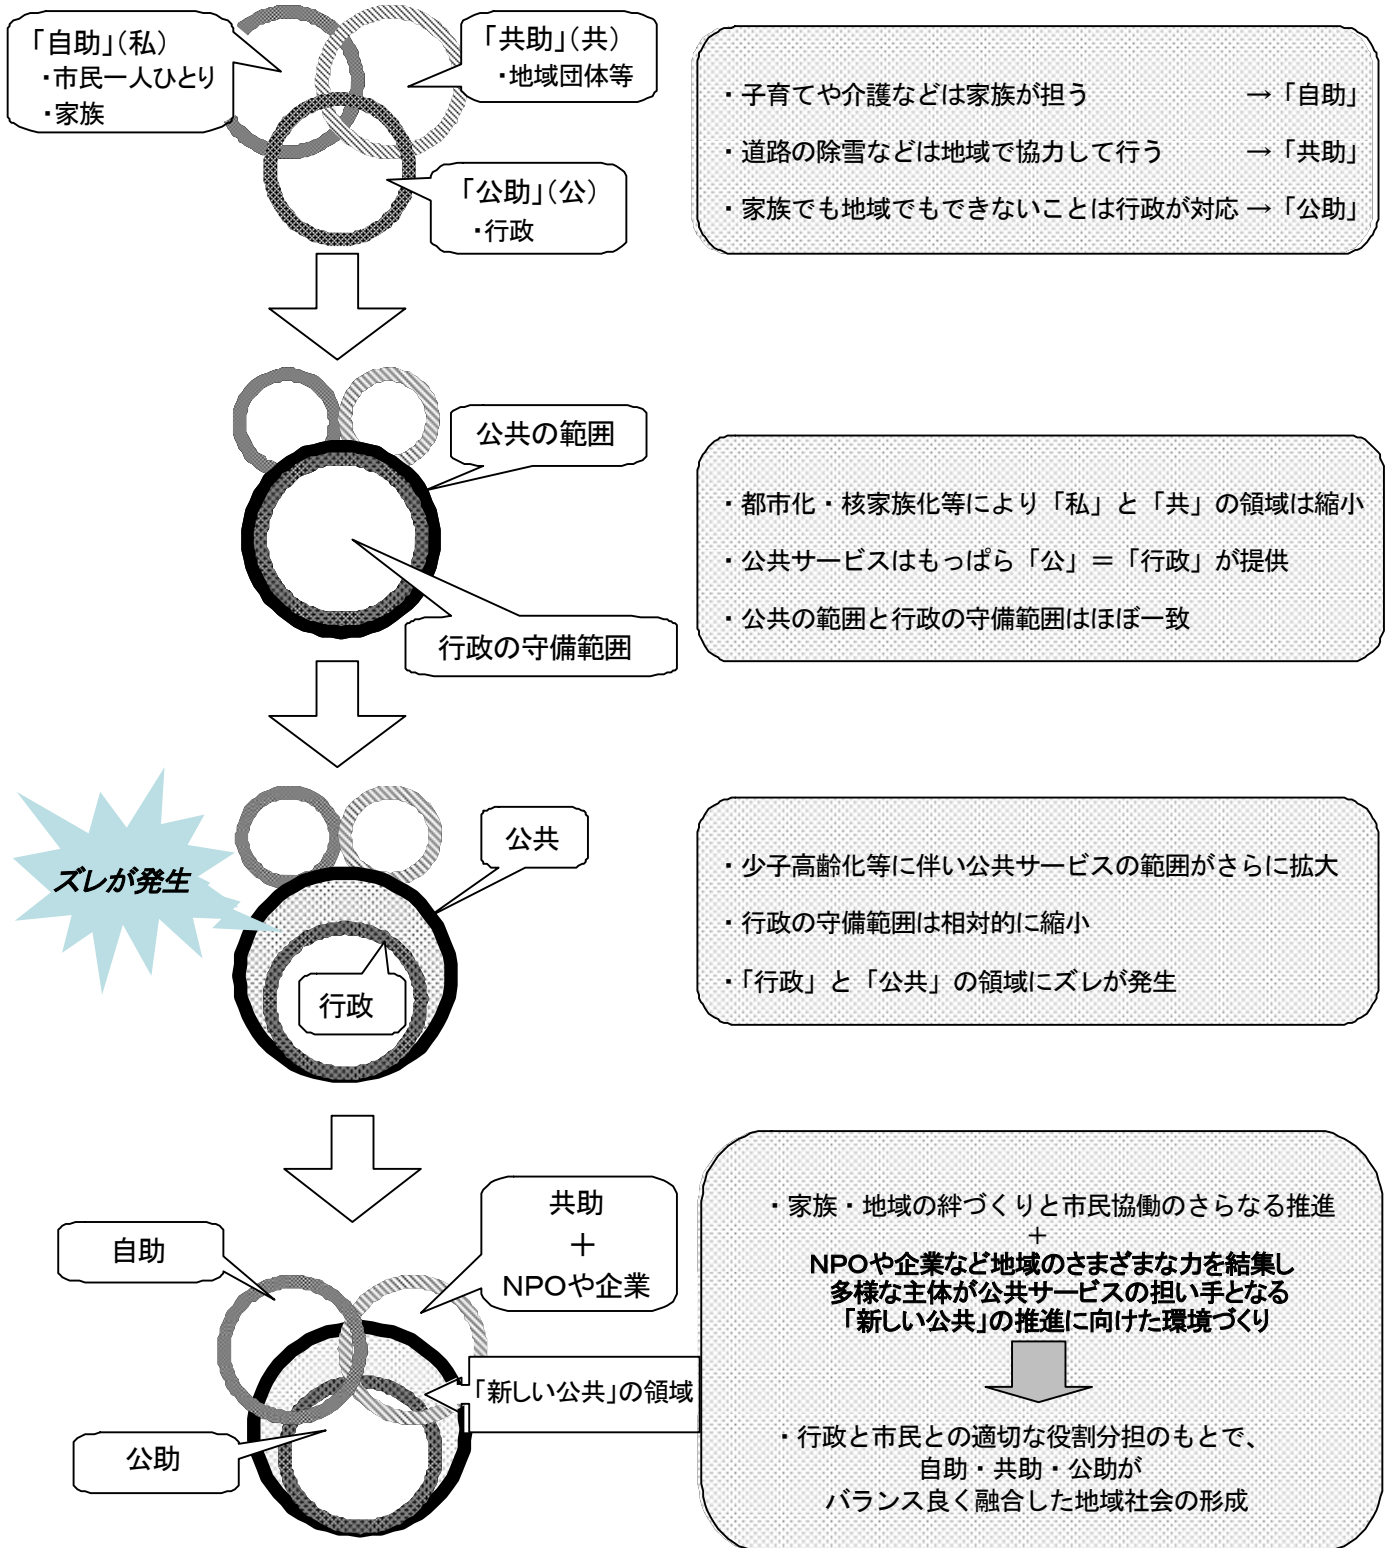 「自助」(私)
・市民一人ひとり
・家族
「共助」(共)
・地域団体等
「公助」(公)
・行政
・子育てや介護などは家族が担う → 「自助」
・道路の除雪などは地域で協力して行う → 「共助」
・家族でも地域でもできないことは行政が対応 → 「公助」
公共の範囲
行政の守備範囲
・都市化・核家族化等により「私」と「共」の領域は縮小
・公共サービスはもっぱら「公」＝「行政」が提供
・公共の範囲と行政の守備範囲はほぼ一致
ズレが発生
公共
行政
・少子高齢化等に伴い公共サービスの範囲がさらに拡大
・行政の守備範囲は相対的に縮小
・「行政」と「公共」の領域にズレが発生
自助
共助
＋
NPOや企業
「新しい公共」の領域
公助
・家族・地域の絆づくりと市民協働のさらなる推進
＋
NPOや企業など地域のさまざまな力を結集し
多様な主体が公共サービスの担い手となる
「新しい公共」の推進に向けた環境づくり
・行政と市民との適切な役割分担のもとで、
自助・共助・公助が
バランス良く融合した地域社会の形成